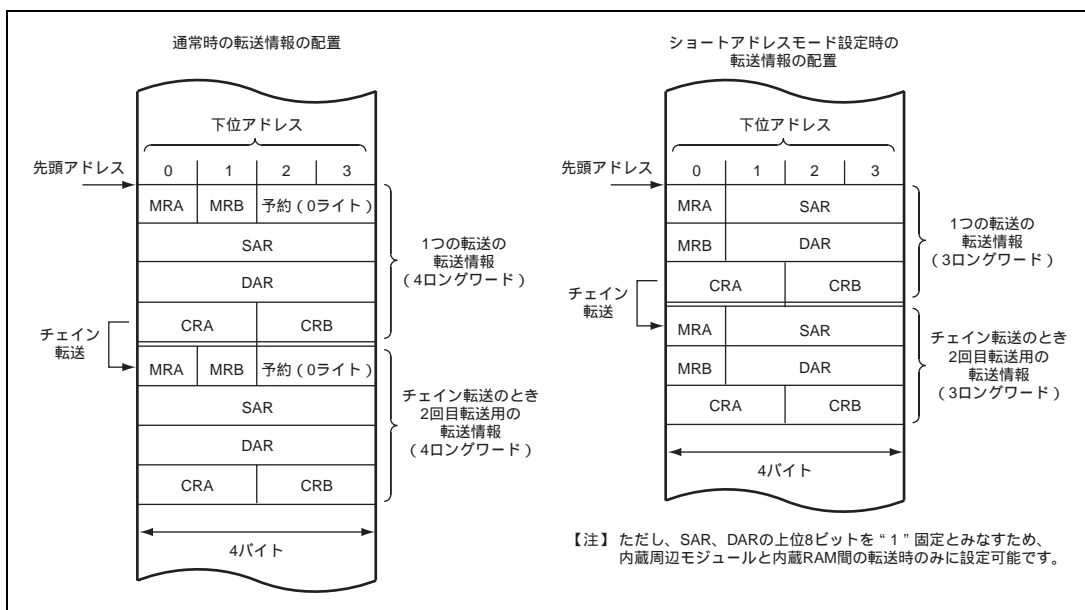 通常時の転送情報の配置
下位アドレス
先頭アドレス
0 1 2 3
MRA MRB 予約(0ライト)
SAR
DAR
CRA CRB
1つの転送の
転送情報
(4ロングワード)
チェイン
転送
MRA MRB 予約(0ライト)
SAR
DAR
CRA CRB
チェイン転送のとき
2回目転送用の
転送情報
(4ロングワード)
4バイト
ショートアドレスモード設定時の
転送情報の配置
下位アドレス
先頭アドレス
0 1 2 3
MRA SAR
MRB DAR
CRA CRB
1つの転送の
転送情報
(3ロングワード)
チェイン
転送
MRA SAR
MRB DAR
CRA CRB
チェイン転送のとき
2回目転送用の
転送情報
(3ロングワード)
4バイト
【注】ただし、SAR、DARの上位8ビットを“1”固定とみなすため、
内蔵周辺モジュールと内蔵RAM間の転送時のみに設定可能です。